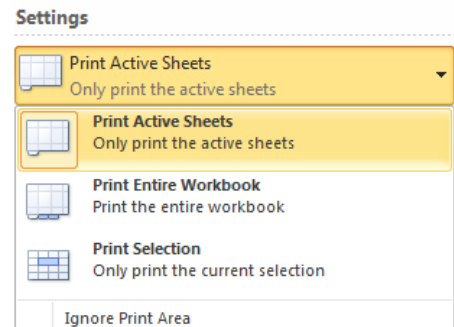 Settings
Print Active Sheets
Only print the active sheets
Print Active Sheets
Only print the active sheets
Print Entire Workbook
Print the entire workbook
Print Selection
Only print the current selection
Ignore Print Area